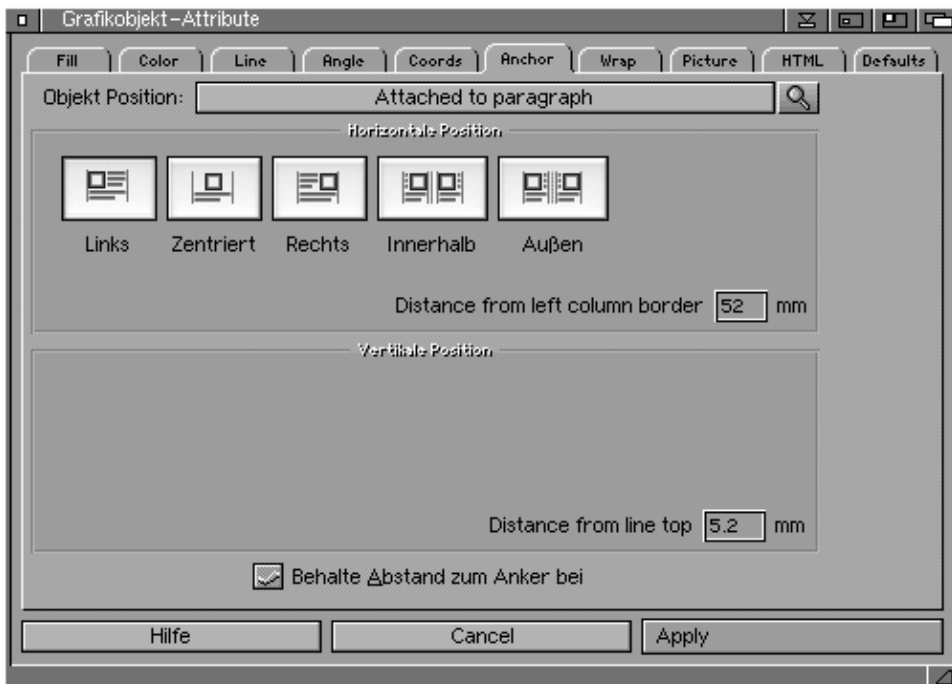 Grafikobjekt-Attribute
Fill Color Line Angle Coords Anchor Wrap Picture HTML Defaults
Objekt Position: Attached to paragraph
Horizontale Position
Links Zentriert Rechts Innerhalb Außen
Distance from left column border 52 mm
Vertikale Position
Distance from line top 5.2 mm
Behalte Abstand zum Anker bei
Hilfe Cancel Apply